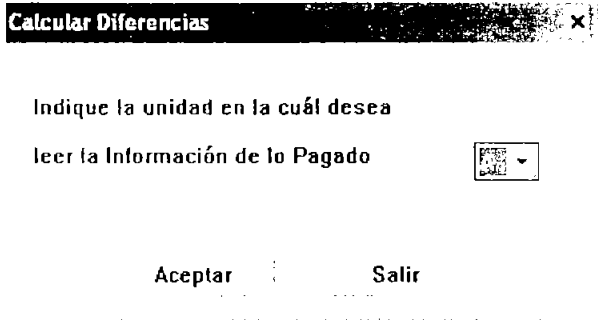 Calcular Diferencias
Indique la unidad en la cuál desea
leer la Información de lo Pagado
Aceptar Salir